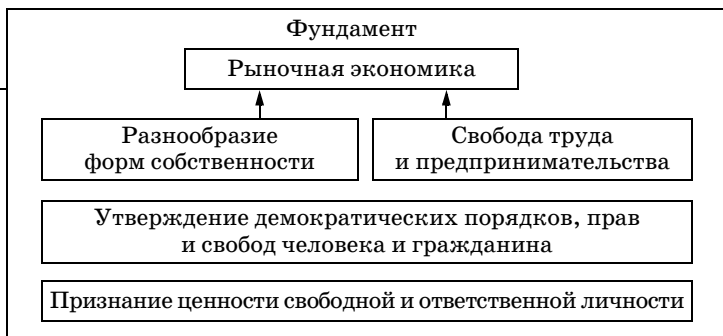 Фундамент
Рыночная экономика
Разнообразие
форм собственности
Свобода труда
и предпринимательства
Утверждение демократических порядков, прав
и свобод человека и гражданина
Признание ценности свободной и ответственной личности